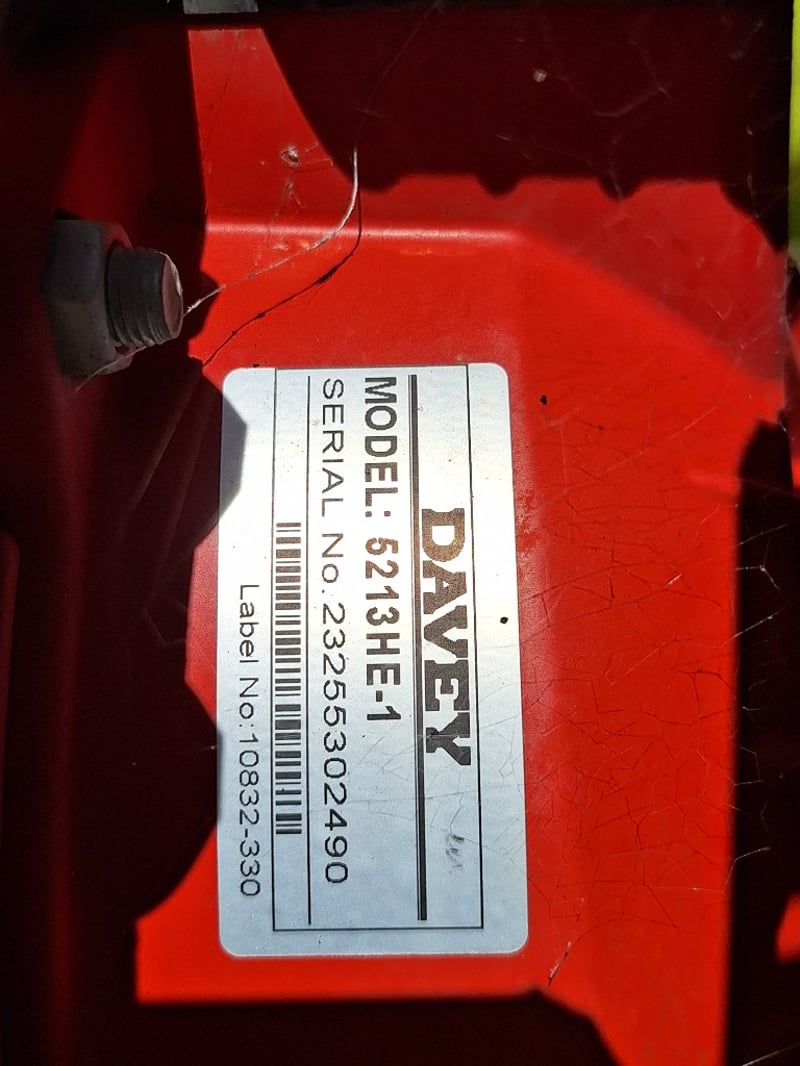 DAVEY
MODEL: 5213HE-1
SERIAL No. 23255302490
Label No:10832-330